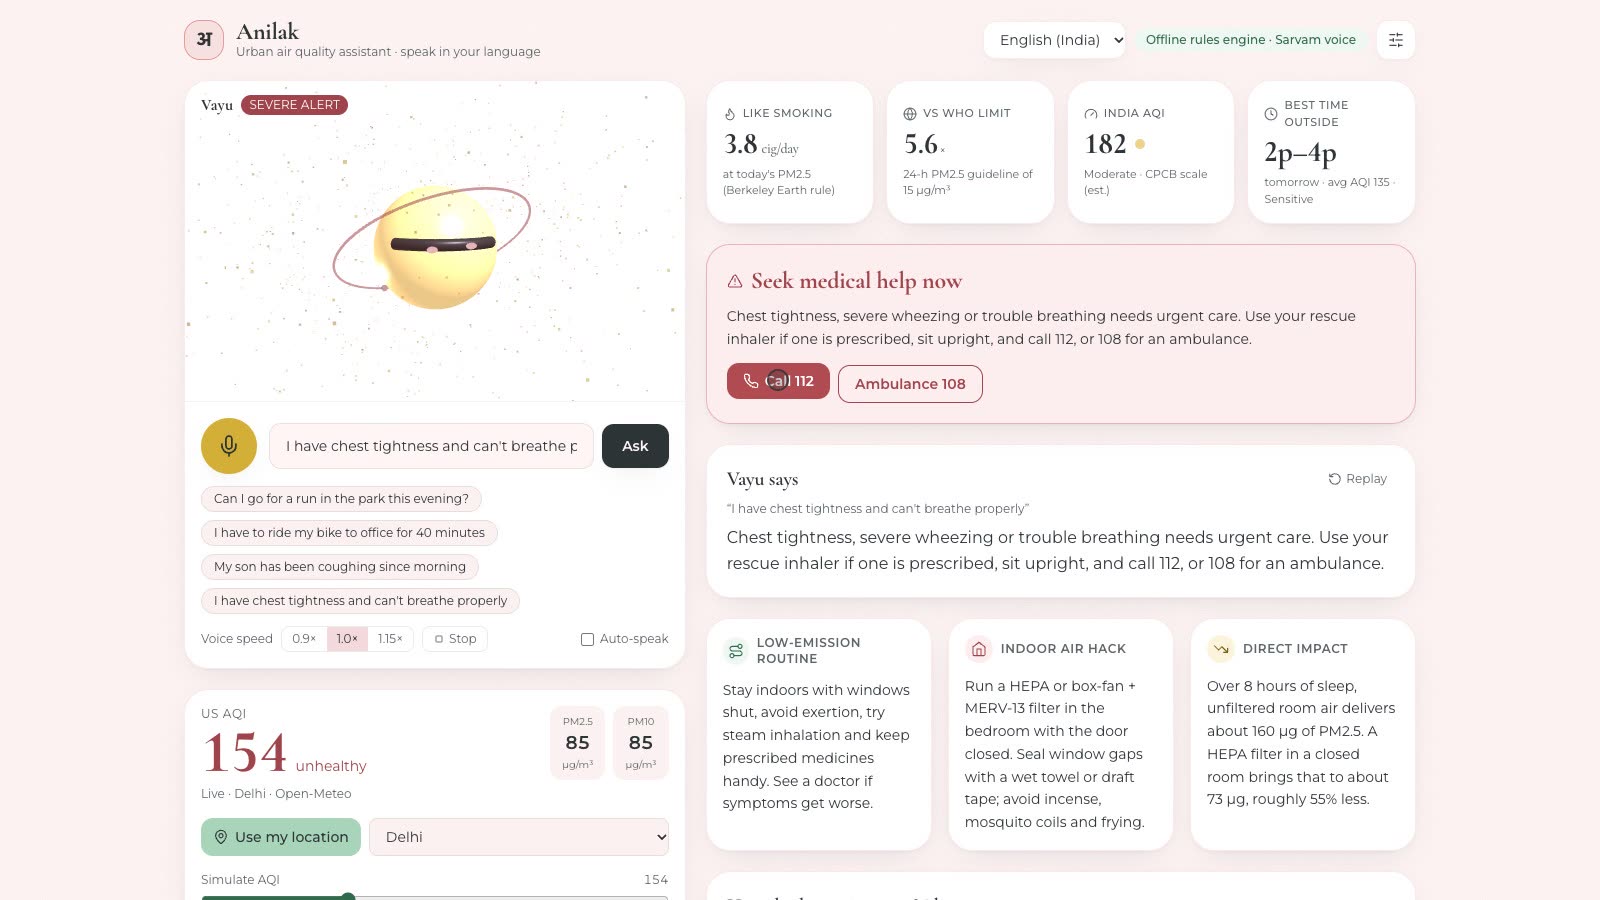 अ
Anilak
Urban air quality assistant · speak in your language
English (India)
Offline rules engine · Sarvam voice
Vayu
SEVERE ALERT
I have chest tightness and can't breathe p
Ask
Can I go for a run in the park this evening?
I have to ride my bike to office for 40 minutes
My son has been coughing since morning
I have chest tightness and can't breathe properly
Voice speed
0.9×
1.0×
1.15×
Stop
Auto-speak
US AQI
154 unhealthy
Live · Delhi · Open-Meteo
PM2.5
85
µg/m³
PM10
85
µg/m³
Use my location
Delhi
Simulate AQI
154
LIKE SMOKING
3.8 cig/day
at today's PM2.5
(Berkeley Earth rule)
VS WHO LIMIT
5.6 ×
24-h PM2.5 guideline of
15 µg/m³
INDIA AQI
182
Moderate · CPCB scale
(est.)
BEST TIME
OUTSIDE
2p–4p
tomorrow · avg AQI 135 ·
Sensitive
Seek medical help now
Chest tightness, severe wheezing or trouble breathing needs urgent care. Use your rescue
inhaler if one is prescribed, sit upright, and call 112, or 108 for an ambulance.
Call 112
Ambulance 108
Vayu says
Replay
“I have chest tightness and can't breathe properly”
Chest tightness, severe wheezing or trouble breathing needs urgent care. Use your
rescue inhaler if one is prescribed, sit upright, and call 112, or 108 for an ambulance.
LOW-EMISSION
ROUTINE
Stay indoors with windows
shut, avoid exertion, try
steam inhalation and keep
prescribed medicines
handy. See a doctor if
symptoms get worse.
INDOOR AIR HACK
Run a HEPA or box-fan +
MERV-13 filter in the
bedroom with the door
closed. Seal window gaps
with a wet towel or draft
tape; avoid incense,
mosquito coils and frying.
DIRECT IMPACT
Over 8 hours of sleep,
unfiltered room air delivers
about 160 µg of PM2.5. A
HEPA filter in a closed
room brings that to about
73 µg, roughly 55% less.